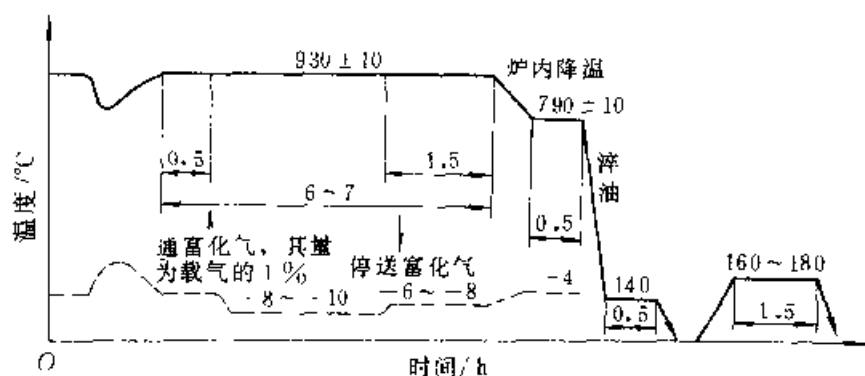 930±10
炉内降温
790±10
淬油
0.5
1.5
6~7
0.5
温度/℃
通富化气，其量
为载气的1%
停送富化气
-8~-10
-6~-8
-4
140
0.5
160~180
1.5
O
时间/h